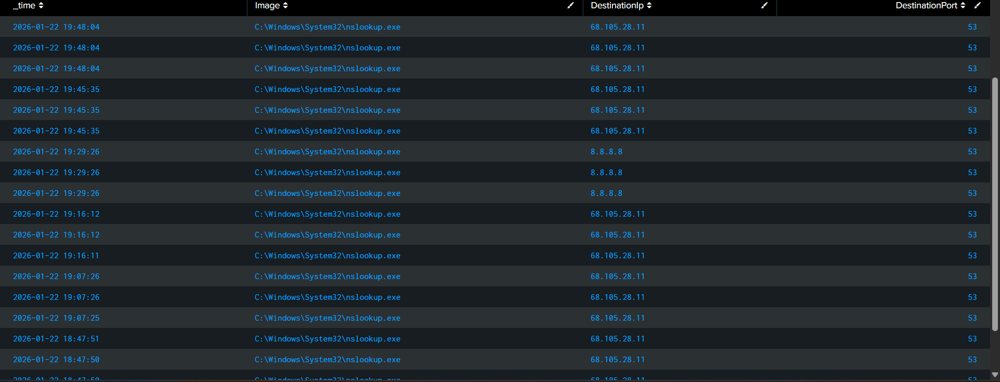 _time Image DestinationIp DestinationPort
2026-01-22 19:48:04 C:\Windows\System32\nslookup.exe 68.105.28.11 53
2026-01-22 19:48:04 C:\Windows\System32\nslookup.exe 68.105.28.11 53
2026-01-22 19:48:04 C:\Windows\System32\nslookup.exe 68.105.28.11 53
2026-01-22 19:45:35 C:\Windows\System32\nslookup.exe 68.105.28.11 53
2026-01-22 19:45:35 C:\Windows\System32\nslookup.exe 68.105.28.11 53
2026-01-22 19:45:35 C:\Windows\System32\nslookup.exe 68.105.28.11 53
2026-01-22 19:29:26 C:\Windows\System32\nslookup.exe 8.8.8.8 53
2026-01-22 19:29:26 C:\Windows\System32\nslookup.exe 8.8.8.8 53
2026-01-22 19:29:26 C:\Windows\System32\nslookup.exe 8.8.8.8 53
2026-01-22 19:16:12 C:\Windows\System32\nslookup.exe 68.105.28.11 53
2026-01-22 19:16:12 C:\Windows\System32\nslookup.exe 68.105.28.11 53
2026-01-22 19:16:11 C:\Windows\System32\nslookup.exe 68.105.28.11 53
2026-01-22 19:07:26 C:\Windows\System32\nslookup.exe 68.105.28.11 53
2026-01-22 19:07:26 C:\Windows\System32\nslookup.exe 68.105.28.11 53
2026-01-22 19:07:25 C:\Windows\System32\nslookup.exe 68.105.28.11 53
2026-01-22 18:47:51 C:\Windows\System32\nslookup.exe 68.105.28.11 53
2026-01-22 18:47:50 C:\Windows\System32\nslookup.exe 68.105.28.11 53